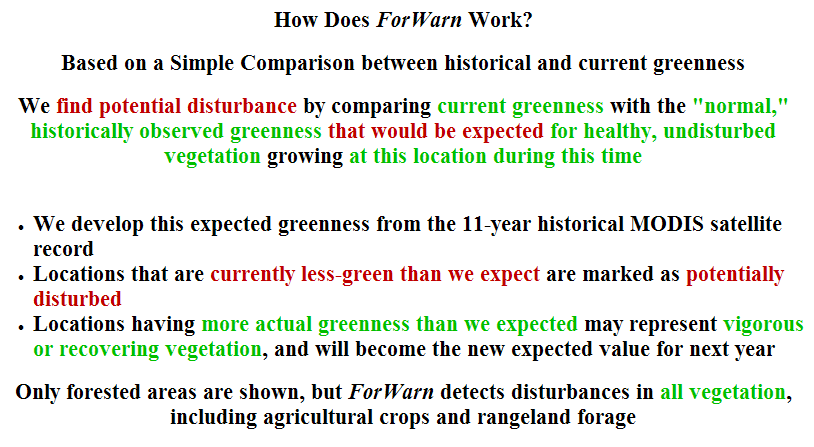 How Does ForWarn Work?
Based on a Simple Comparison between historical and current greenness
We find potential disturbance by comparing current greenness with the "normal,"
historically observed greenness that would be expected for healthy, undisturbed
vegetation growing at this location during this time
• We develop this expected greenness from the 11-year historical MODIS satellite
record
• Locations that are currently less-green than we expect are marked as potentially
disturbed
• Locations having more actual greenness than we expected may represent vigorous
or recovering vegetation, and will become the new expected value for next year
Only forested areas are shown, but ForWarn detects disturbances in all vegetation,
including agricultural crops and rangeland forage